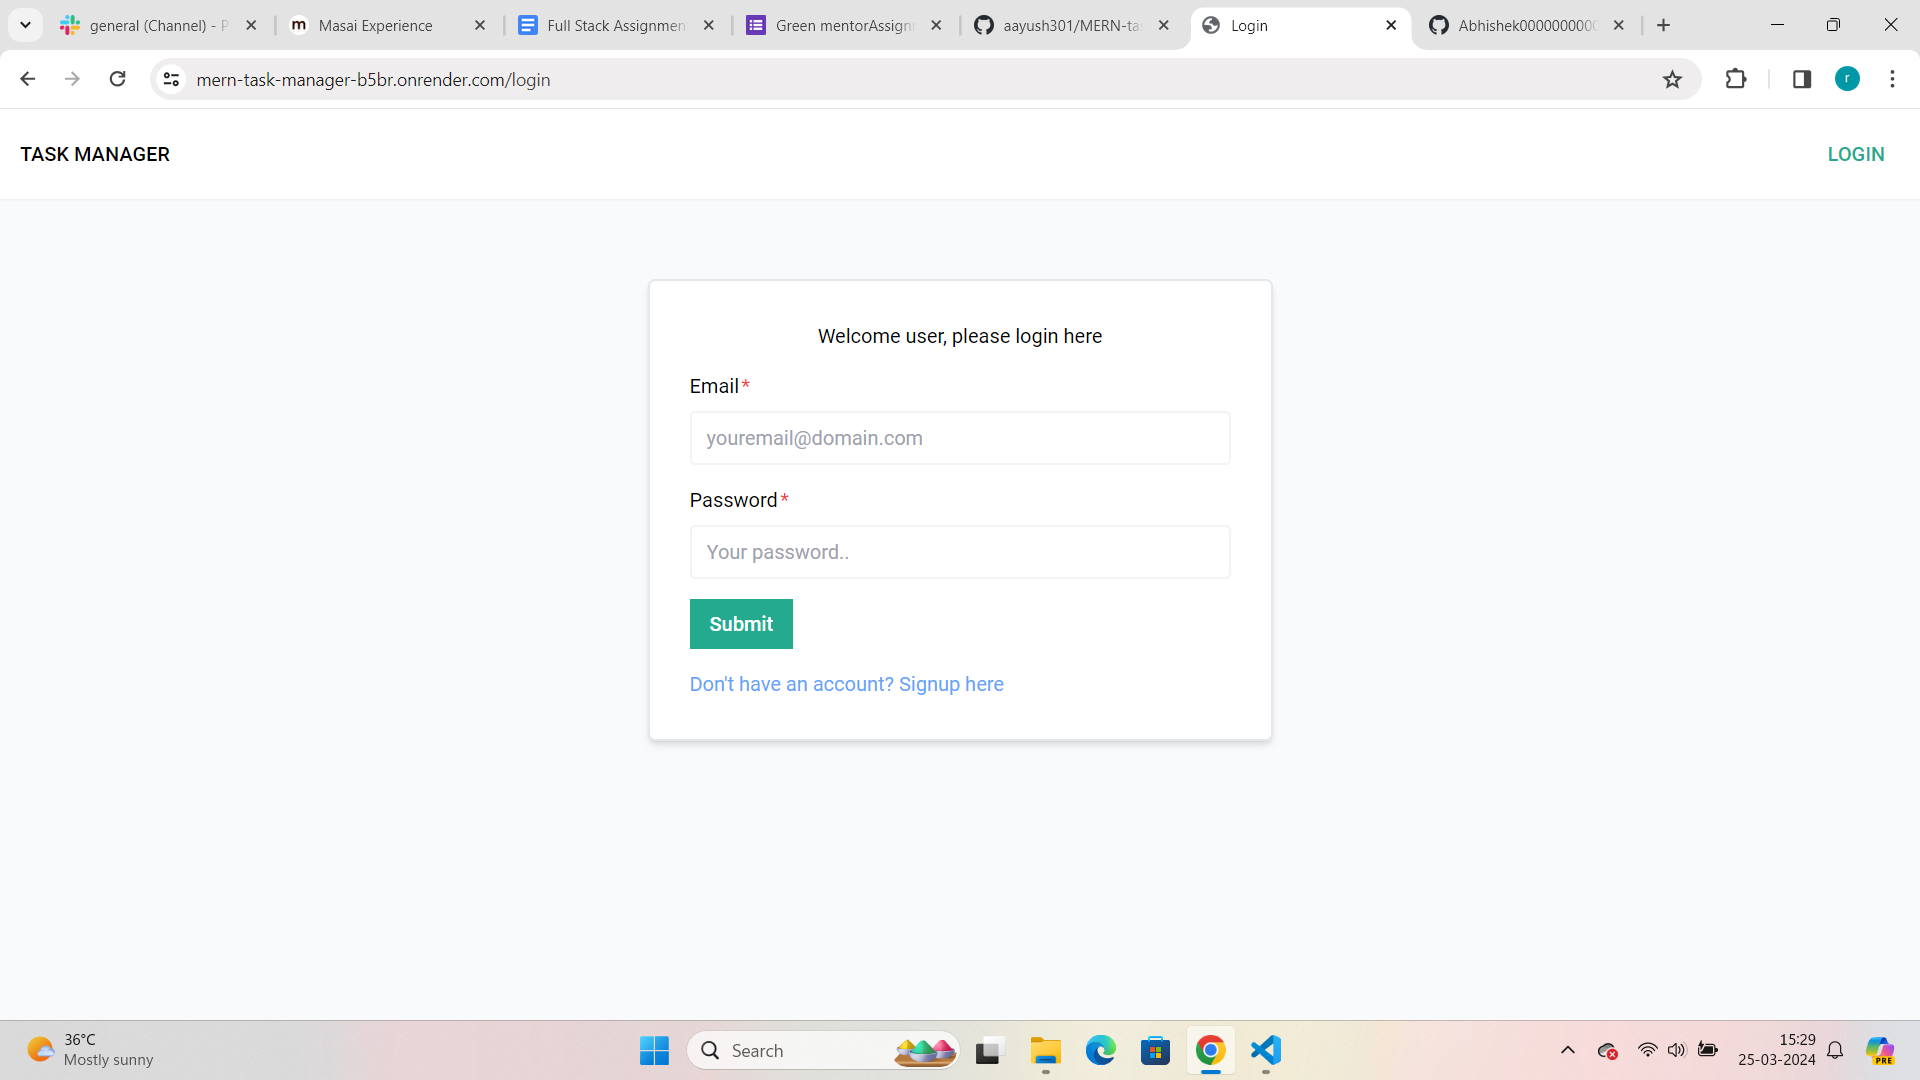 general (Channel) - P
m Masai Experience
Full Stack Assignmen
Green mentorAssign
aayush301/MERN-ta
Login
Abhishek0000000000
mern-task-manager-b5br.onrender.com/login
r
TASK MANAGER
LOGIN
Welcome user, please login here
Email*
youremail@domain.com
Password*
Your password..
Submit
Don't have an account? Signup here
36°C
Mostly sunny
Search
15:29
25-03-2024
PRE